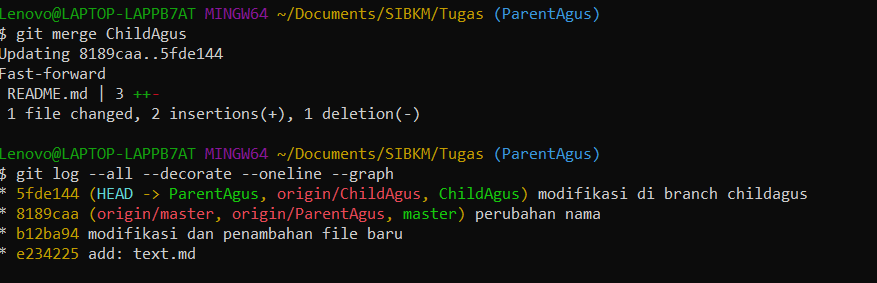 Lenovo@LAPTOP-LAPPB7AT MINGW64 ~/Documents/SIBKM/Tugas (ParentAgus)
$ git merge ChildAgus
Updating 8189caa..5fde144
Fast-forward
 README.md | 3 ++-
 1 file changed, 2 insertions(+), 1 deletion(-)
Lenovo@LAPTOP-LAPPB7AT MINGW64 ~/Documents/SIBKM/Tugas (ParentAgus)
$ git log --all --decorate --oneline --graph
* 5fde144 (HEAD -> ParentAgus, origin/ChildAgus, ChildAgus) modifikasi di branch childagus
* 8189caa (origin/master, origin/ParentAgus, master) perubahan nama
* b12ba94 modifikasi dan penambahan file baru
* e234225 add: text.md